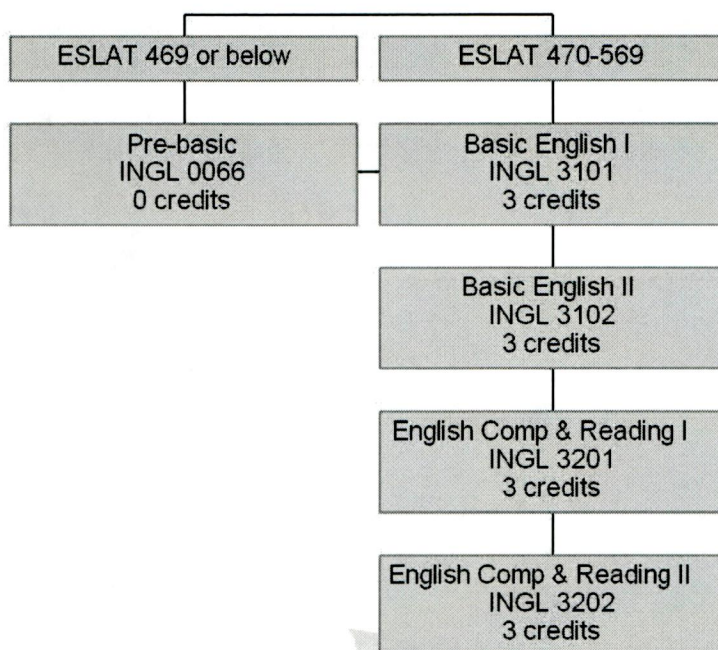 ESLAT 469 or below
ESLAT 470-569
Pre-basic
INGL 0066
0 credits
Basic English I
INGL 3101
3 credits
Basic English II
INGL 3102
3 credits
English Comp & Reading I
INGL 3201
3 credits
English Comp & Reading II
INGL 3202
3 credits